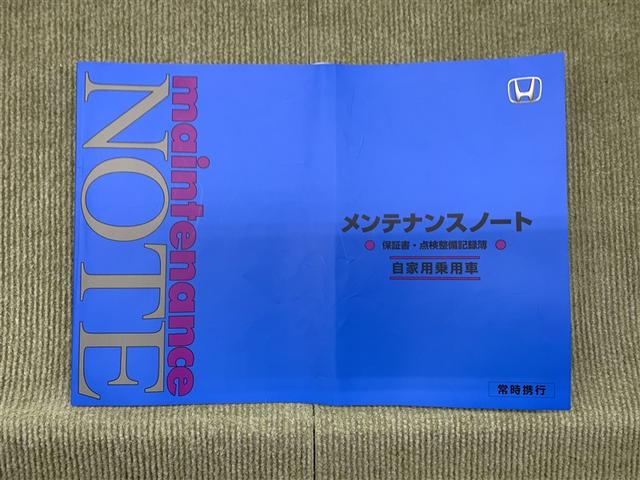 maintenance
NOTE
メンテナンスノート
保証書・点検整備記録簿
自家用乗用車
常時携行